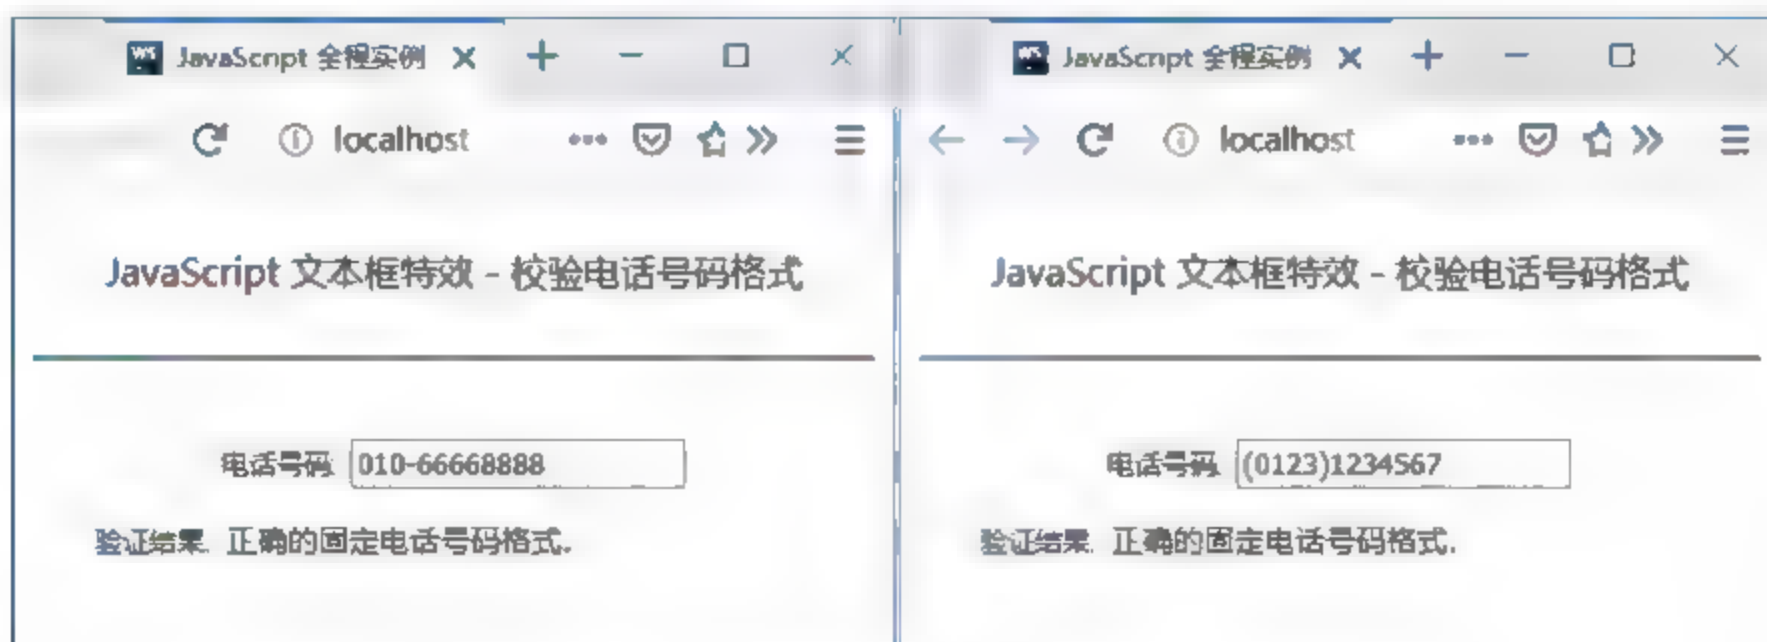 JavaScript 全程实例
localhost
JavaScript 文本框特效 - 校验电话号码格式
电话号码: 010-66668888
验证结果: 正确的固定电话号码格式.
JavaScript 全程实例
localhost
JavaScript 文本框特效 - 校验电话号码格式
电话号码: (0123)1234567
验证结果: 正确的固定电话号码格式.